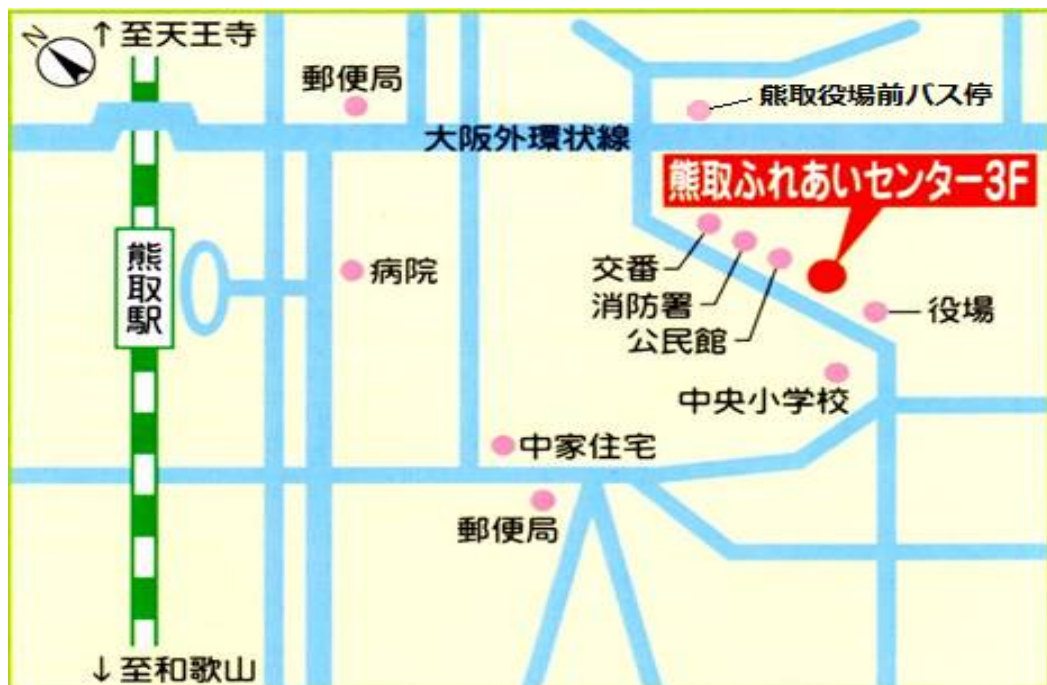 N
↑至天王寺
郵便局
熊取役場前バス停
大阪外環状線
熊取ふれあいセンター3F
熊取駅
病院
交番
消防署
公民館
役場
中央小学校
中家住宅
郵便局
↓至和歌山